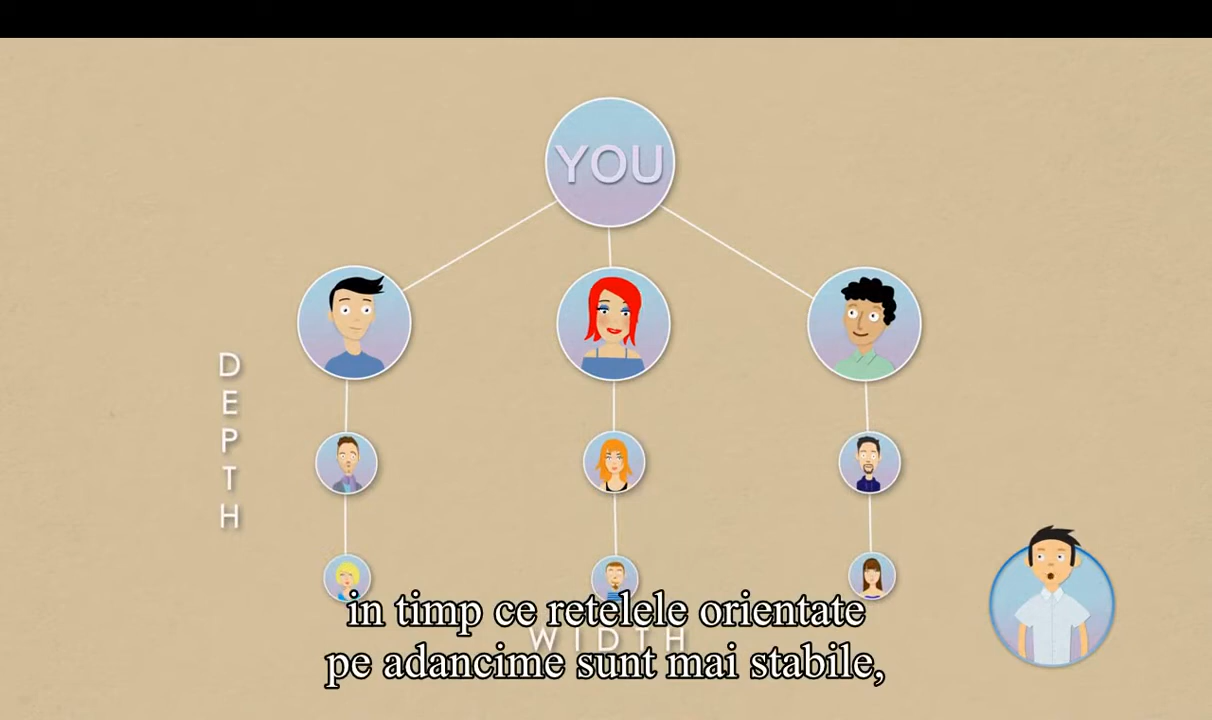 YOU
DEPTH
WIDTH
in timp ce retelele orientate
pe adancime sunt mai stabile,